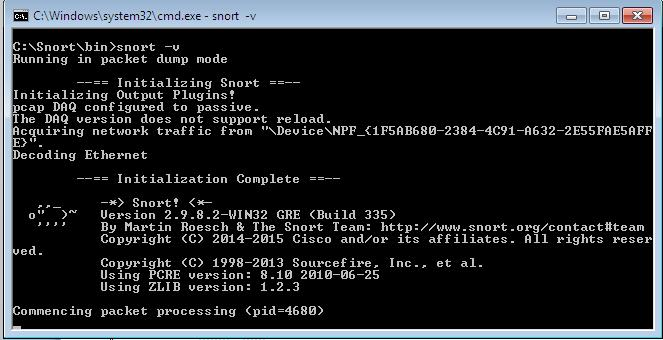 C:\Windows\system32\cmd.exe - snort -v
C:\Snort\bin>snort -v
Running in packet dump mode
--== Initializing Snort ==--
Initializing Output Plugins!
pcap DAQ configured to passive.
The DAQ version does not support reload.
Acquiring network traffic from "\Device\NPF_{1F5AB680-2384-4C91-A632-2E55FAE5AFF
E}".
Decoding Ethernet
--== Initialization Complete ==--
,,_     -*> Snort! <*-
o"  )~   Version 2.9.8.2-WIN32 GRE (Build 335)
''''    By Martin Roesch & The Snort Team: http://www.snort.org/contact#team
Copyright (C) 2014-2015 Cisco and/or its affiliates. All rights reser
ved.
Copyright (C) 1998-2013 Sourcefire, Inc., et al.
Using PCRE version: 8.10 2010-06-25
Using ZLIB version: 1.2.3
Commencing packet processing (pid=4680)